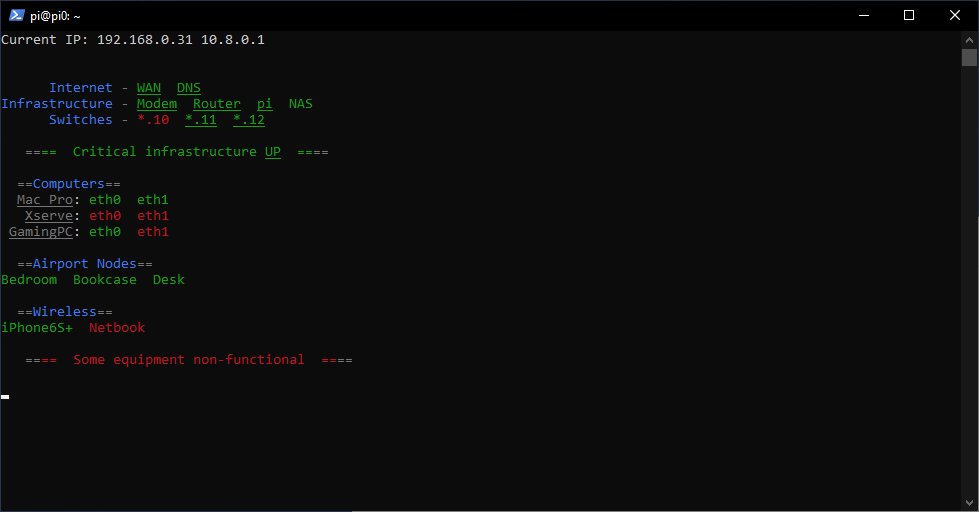 pi@pi0: ~
Current IP: 192.168.0.31 10.8.0.1
Internet - WAN DNS
Infrastructure - Modem Router pi NAS
Switches - *.10 *.11 *.12
==== Critical infrastructure UP ====
==Computers==
Mac Pro: eth0 eth1
Xserve: eth0 eth1
GamingPC: eth0 eth1
==Airport Nodes==
Bedroom Bookcase Desk
==Wireless==
iPhone6S+ Netbook
==== Some equipment non-functional ====